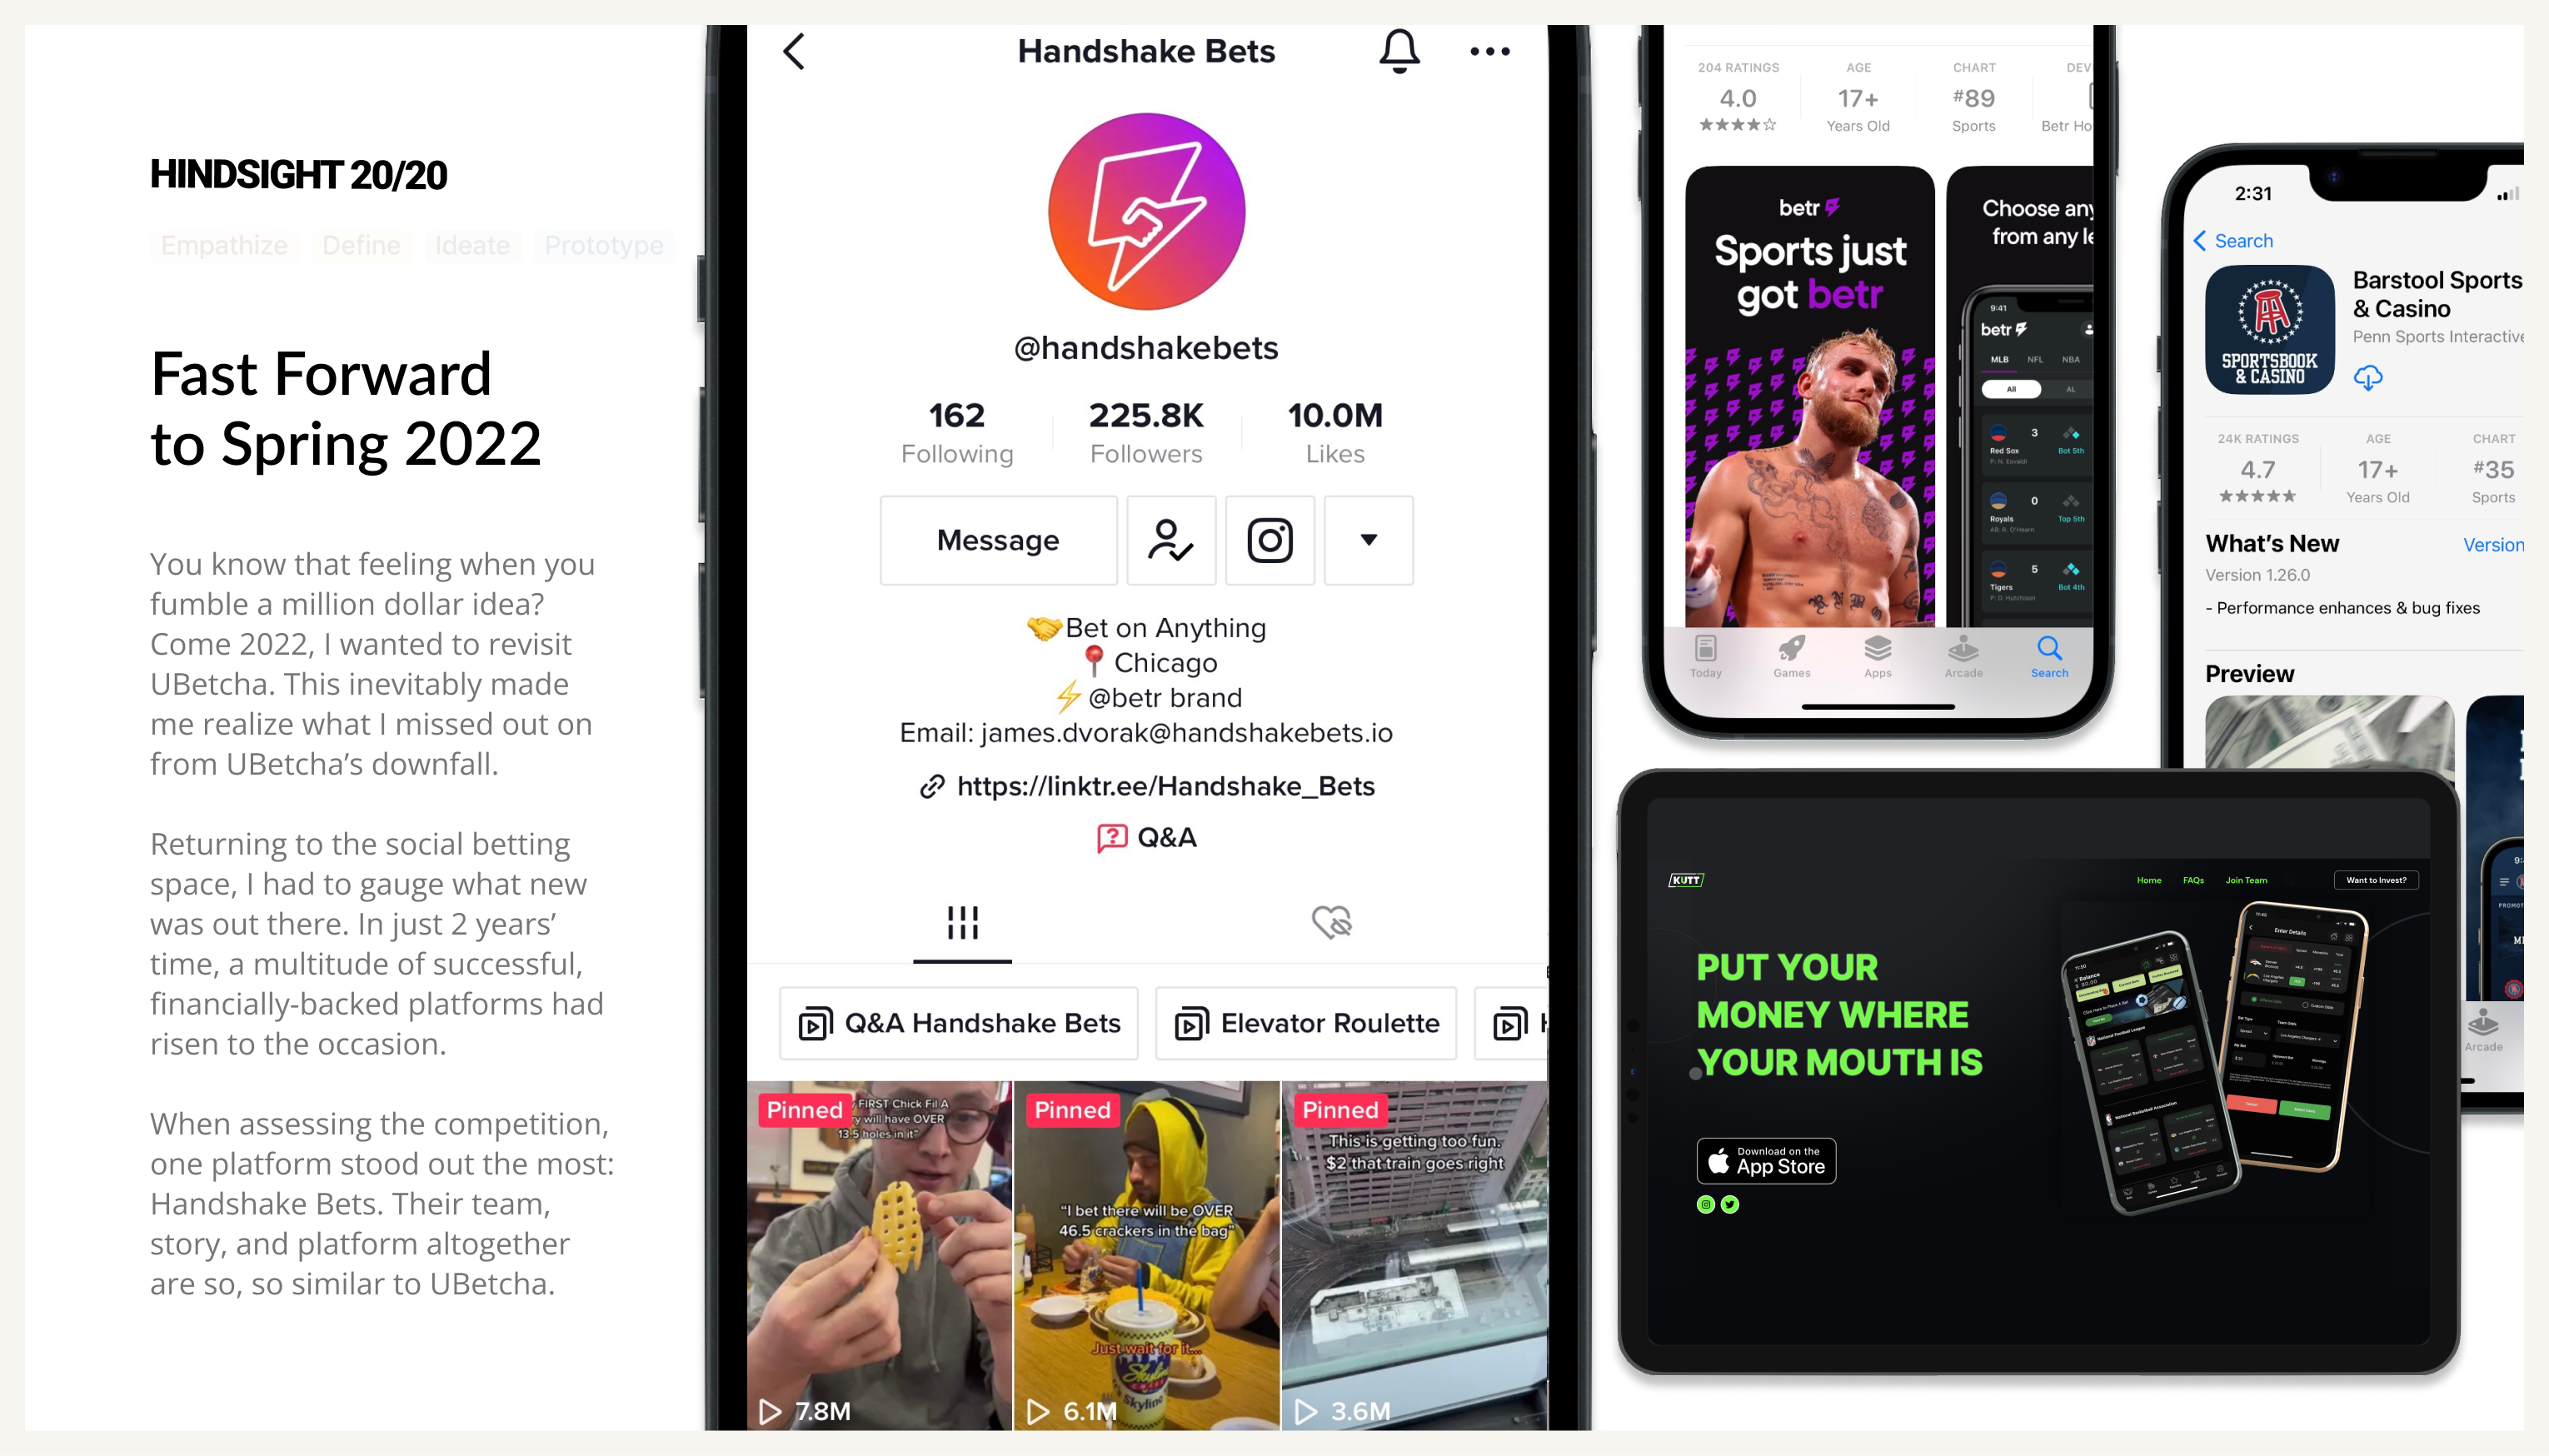 HINDSIGHT 20/20
Empathize Define Ideate Prototype
Fast Forward
to Spring 2022
You know that feeling when you
fumble a million dollar idea?
Come 2022, I wanted to revisit
UBetcha. This inevitably made
me realize what I missed out on
from UBetcha’s downfall.
Returning to the social betting
space, I had to gauge what new
was out there. In just 2 years’
time, a multitude of successful,
financially-backed platforms had
risen to the occasion.
When assessing the competition,
one platform stood out the most:
Handshake Bets. Their team,
story, and platform altogether
are so, so similar to UBetcha.
Handshake Bets
@handshakebets
162 225.8K 10.0M
Following Followers Likes
Message
🤝Bet on Anything
📍 Chicago
⚡ @betr brand
Email: james.dvorak@handshakebets.io
https://linktr.ee/Handshake_Bets
Q&A
Q&A Handshake Bets Elevator Roulette
Pinned
FIRST Chick Fil A
y will have OVER
13.5 holes in it"
7.8M
Pinned
"I bet there will be OVER
46.5 crackers in the bag"
Just wait for it...
Skyline
6.1M
Pinned
This is getting too fun.
$2 that train goes right
3.6M
204 RATINGS AGE CHART DEV
4.0 17+ #89
Years Old Sports Betr Ho
betr
Sports just
got betr
Choose any
from any le
9:41
betr
MLB NFL NBA
All AL
3
Red Sox Bot 5th
P: N. Eovaldi
0
Royals Top 5th
AB: R. O'Hearn
5
Tigers Bot 4th
P: D. Hutchison
Today Games Apps Arcade Search
2:31
Search
SPORTSBOOK
& CASINO
Barstool Sports
& Casino
Penn Sports Interactive
24K RATINGS AGE CHART
4.7 17+ #35
Years Old Sports
What’s New Version
Version 1.26.0
- Performance enhances & bug fixes
Preview
Arcade
KUTT
Home FAQs Join Team Want to Invest?
PUT YOUR
MONEY WHERE
YOUR MOUTH IS
Download on the
App Store
Balance
National Football League
National Basketball Association
Enter Details